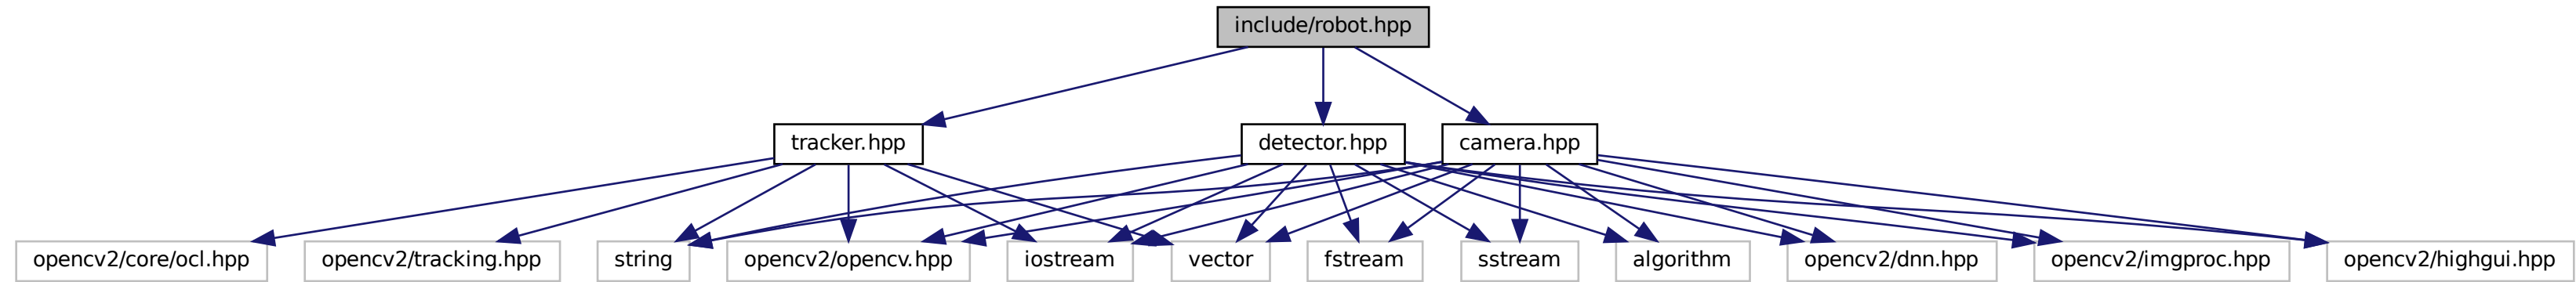 include/robot.hpp
tracker.hpp
detector.hpp
camera.hpp
opencv2/core/ocl.hpp
opencv2/tracking.hpp
string
opencv2/opencv.hpp
iostream
vector
fstream
sstream
algorithm
opencv2/dnn.hpp
opencv2/imgproc.hpp
opencv2/highgui.hpp